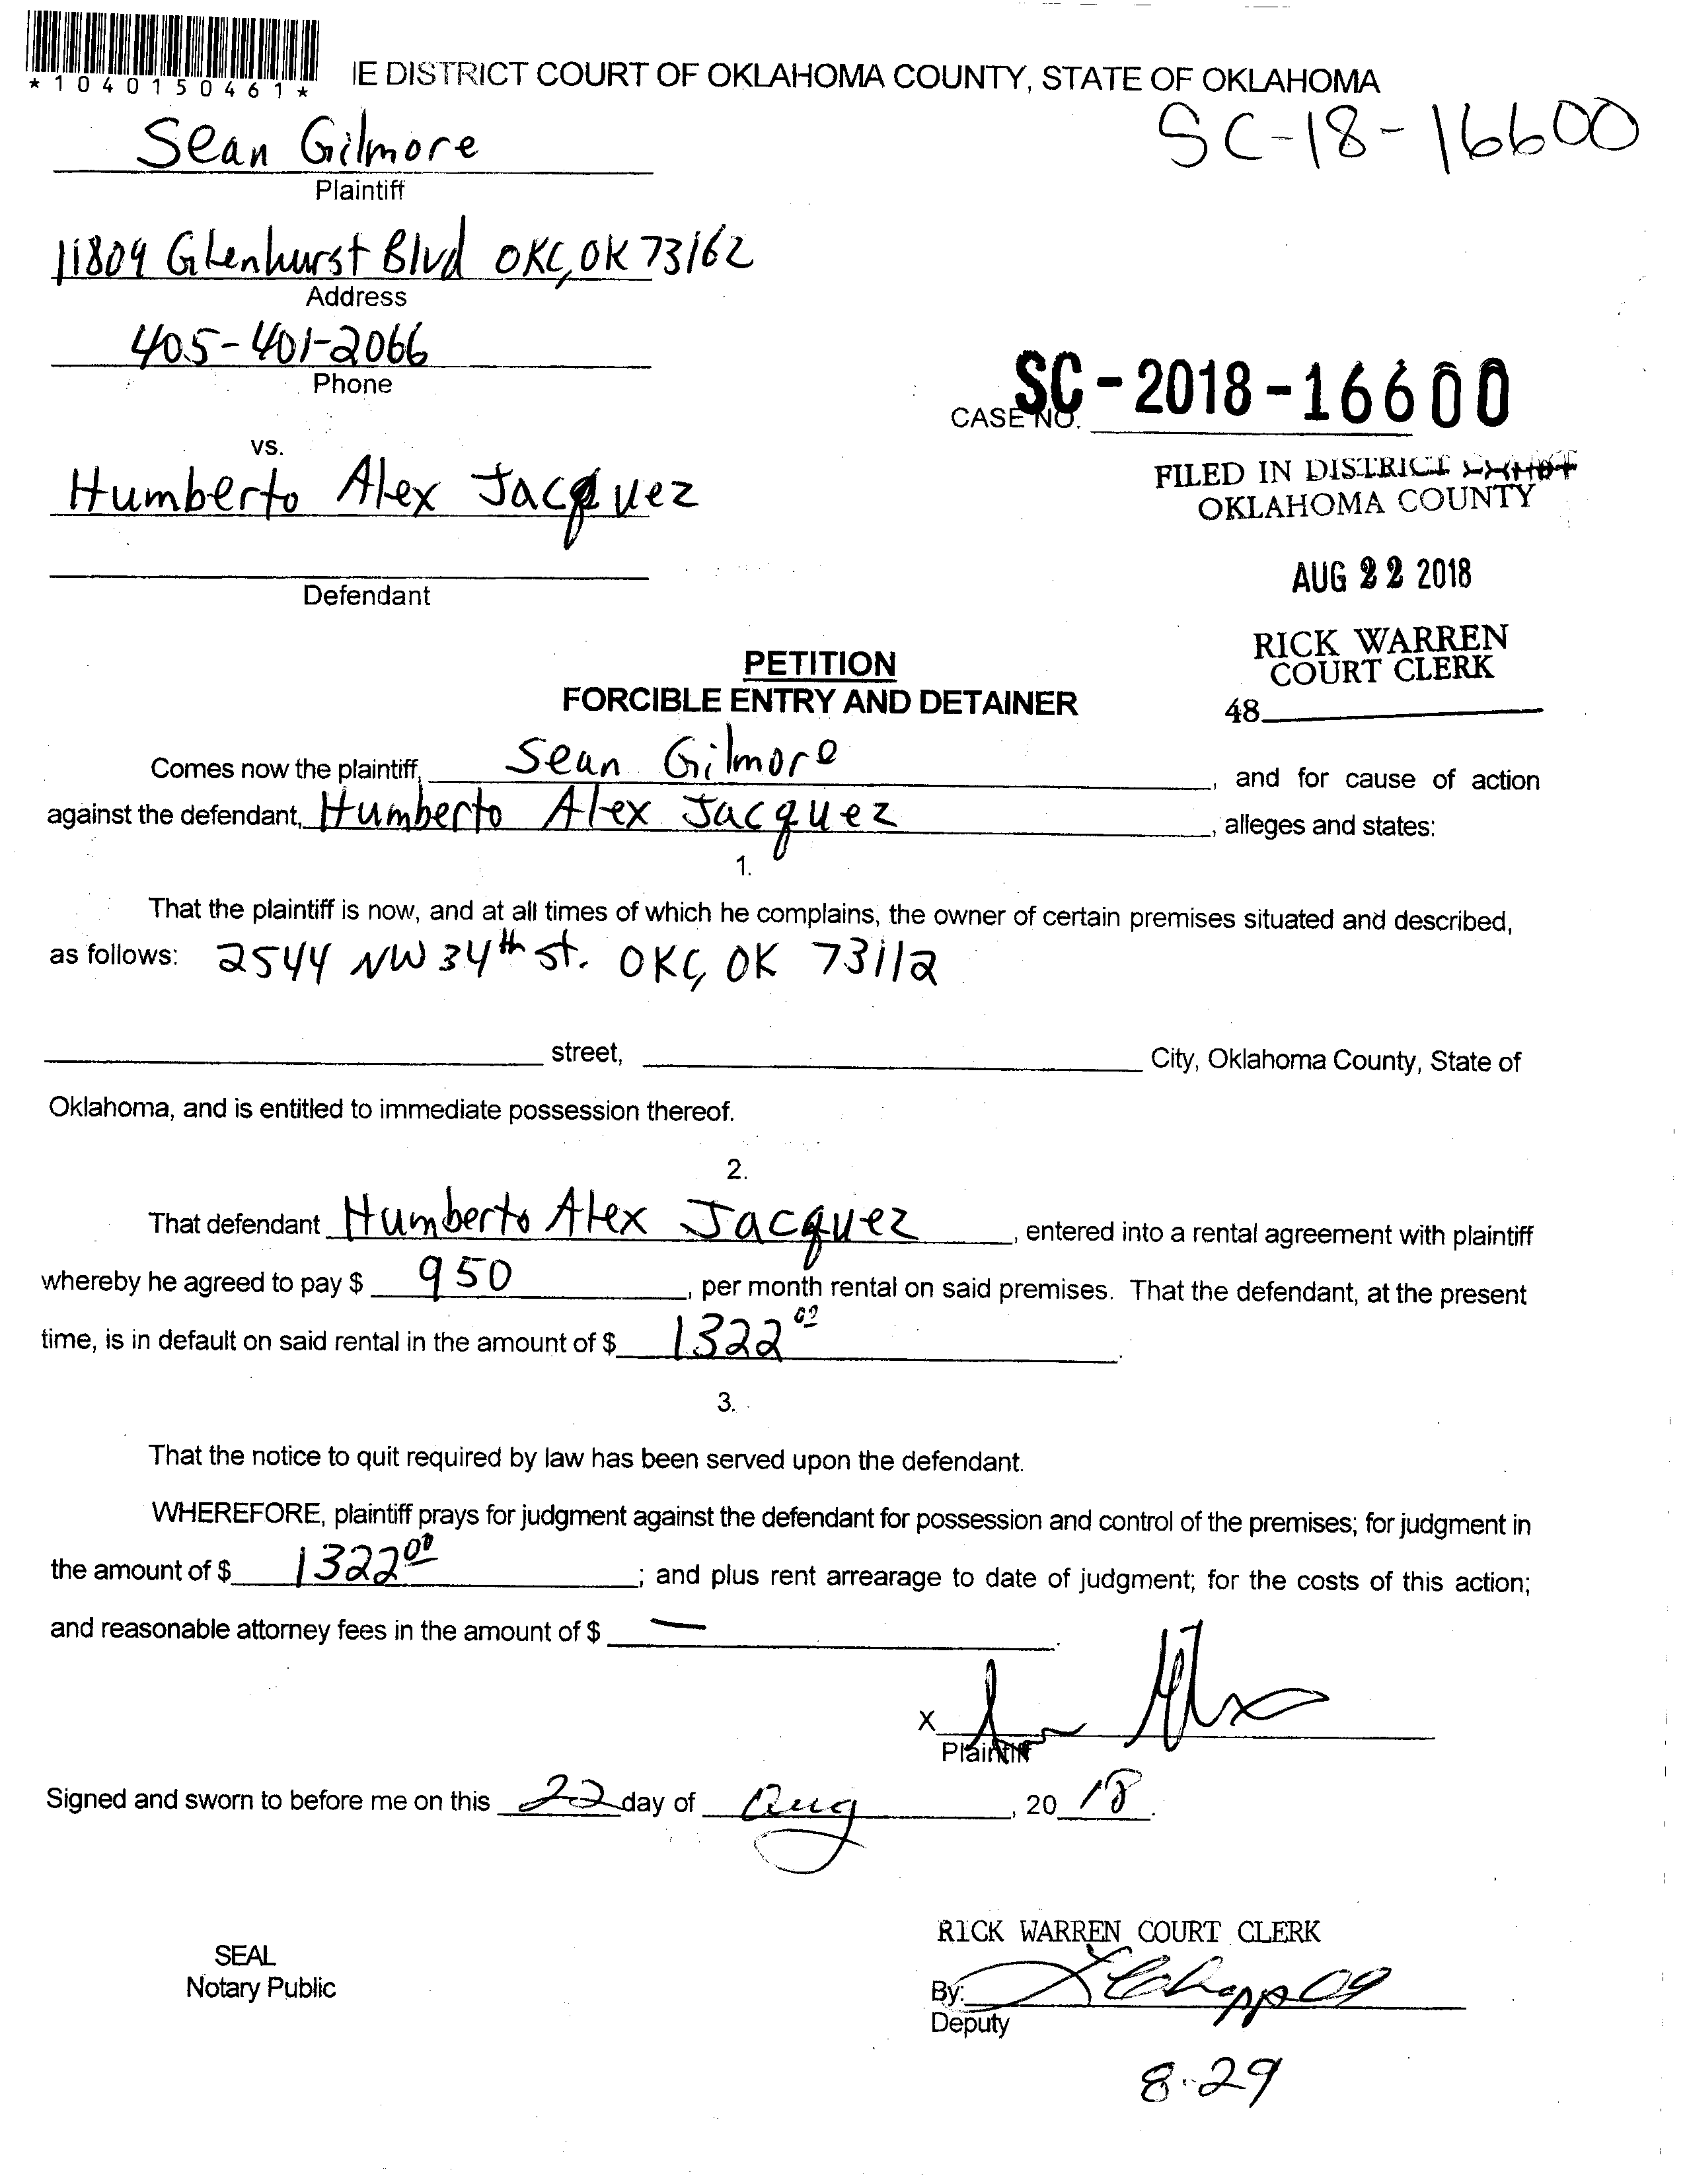 *1040150461*
IE DISTRICT COURT OF OKLAHOMA COUNTY, STATE OF OKLAHOMA
SC-18-16600
Sean Gilmore
Plaintiff
11809 Glenhurst Blvd OKC, OK 73162
Address
405-401-2066
Phone
SC-2018-16600
CASE NO.
vs.
Humberto Alex Jacquez
FILED IN DISTRICT COURT
OKLAHOMA COUNTY
AUG 22 2018
Defendant
RICK WARREN
COURT CLERK
48
PETITION
FORCIBLE ENTRY AND DETAINER
Comes now the plaintiff, Sean Gilmore, and for cause of action
against the defendant, Humberto Alex Jacquez, alleges and states:
1.
That the plaintiff is now, and at all times of which he complains, the owner of certain premises situated and described,
as follows: 2544 NW 34th st. OKC, OK 73112
street, City, Oklahoma County, State of
Oklahoma, and is entitled to immediate possession thereof.
2.
That defendant Humberto Alex Jacquez, entered into a rental agreement with plaintiff
whereby he agreed to pay $ 950, per month rental on said premises. That the defendant, at the present
time, is in default on said rental in the amount of $ 1322 00.
3.
That the notice to quit required by law has been served upon the defendant.
WHEREFORE, plaintiff prays for judgment against the defendant for possession and control of the premises; for judgment in
the amount of $ 1322 00; and plus rent arrearage to date of judgment; for the costs of this action;
and reasonable attorney fees in the amount of $ —.
X
Plaintiff
Signed and sworn to before me on this 22 day of Aug, 20 18.
RICK WARREN COURT CLERK
SEAL
Notary Public
By:
Deputy
8-29